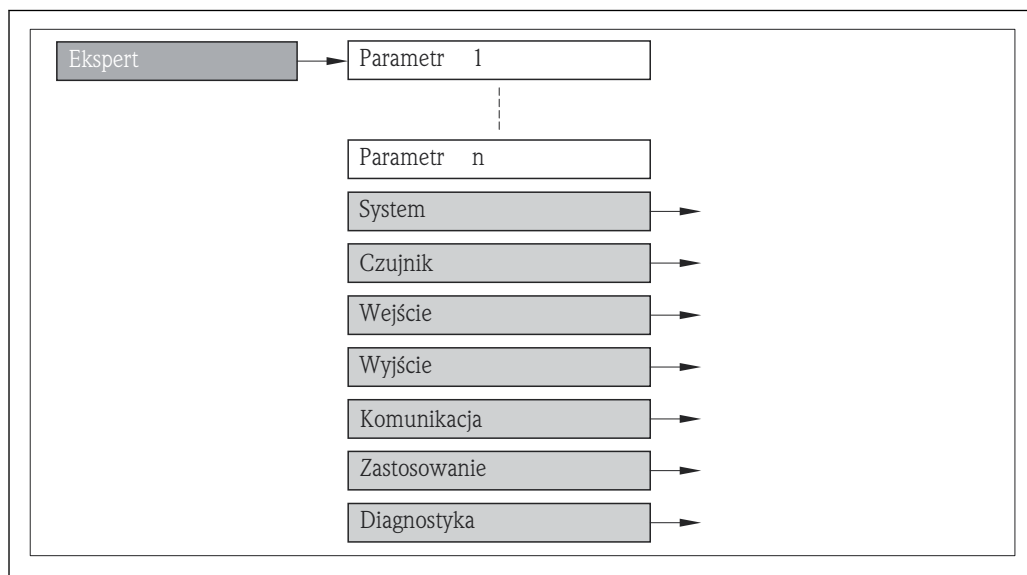 Ekspert
Parametr 1
Parametr n
System
Czujnik
Wejście
Wyjście
Komunikacja
Zastosowanie
Diagnostyka